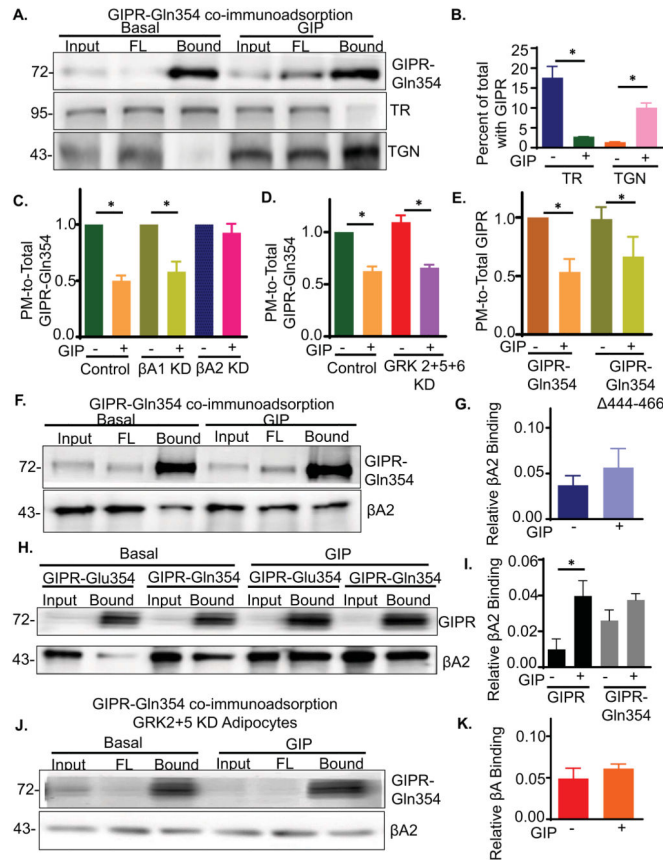 A.
GIPR-Gln354 co-immunoadsorption
Basal GIP
Input FL Bound Input FL Bound
72- GIPR-
Gln354
95- TR
43- TGN
B.
Percent of total
with GIPR
25
20
15
10
5
0
* *
GIP - + - +
TR TGN
C.
PM-to-Total
GIPR-Gln354
1.0
0.5
0.0
* *
GIP - + - + - +
Control βA1 KD βA2 KD
D.
PM-to-Total
GIPR-Gln354
1.0
0.5
0.0
* *
GIP - + - +
Control GRK 2+5+6
KD
E.
PM-to-Total GIPR
1.0
0.5
0.0
* *
GIP - + - +
GIPR- GIPR-
Gln354 Gln354
Δ444-466
F.
GIPR-Gln354 co-immunoadsorption
Basal GIP
Input FL Bound Input FL Bound
72- GIPR-
Gln354
43- βA2
G.
Relative βA2 Binding
0.10
0.05
0.00
GIP - +
H.
Basal GIP
GIPR-Glu354 GIPR-Gln354 GIPR-Glu354 GIPR-Gln354
Input Bound Input Bound Input Bound Input Bound
72- GIPR
43- βA2
I.
Relative βA2 Binding
0.06
0.04
0.02
0.00
*
GIP - + - +
GIPR GIPR-
Gln354
J.
GIPR-Gln354 co-immunoadsorption
GRK2+5 KD Adipocytes
Basal GIP
Input FL Bound Input FL Bound
72- GIPR-
Gln354
43- βA2
K.
Relative βA Binding
0.10
0.05
0.00
GIP - +